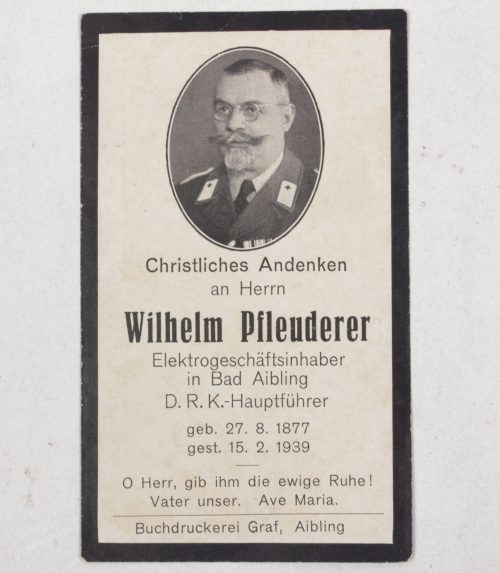 Christliches Andenken
an Herrn
Wilhelm Pfleuderer
Elektrogeschäftsinhaber
in Bad Aibling
D. R. K.-Hauptführer
geb. 27. 8. 1877
gest. 15. 2. 1939
O Herr, gib ihm die ewige Ruhe!
Vater unser. Ave Maria.
Buchdruckerei Graf, Aibling